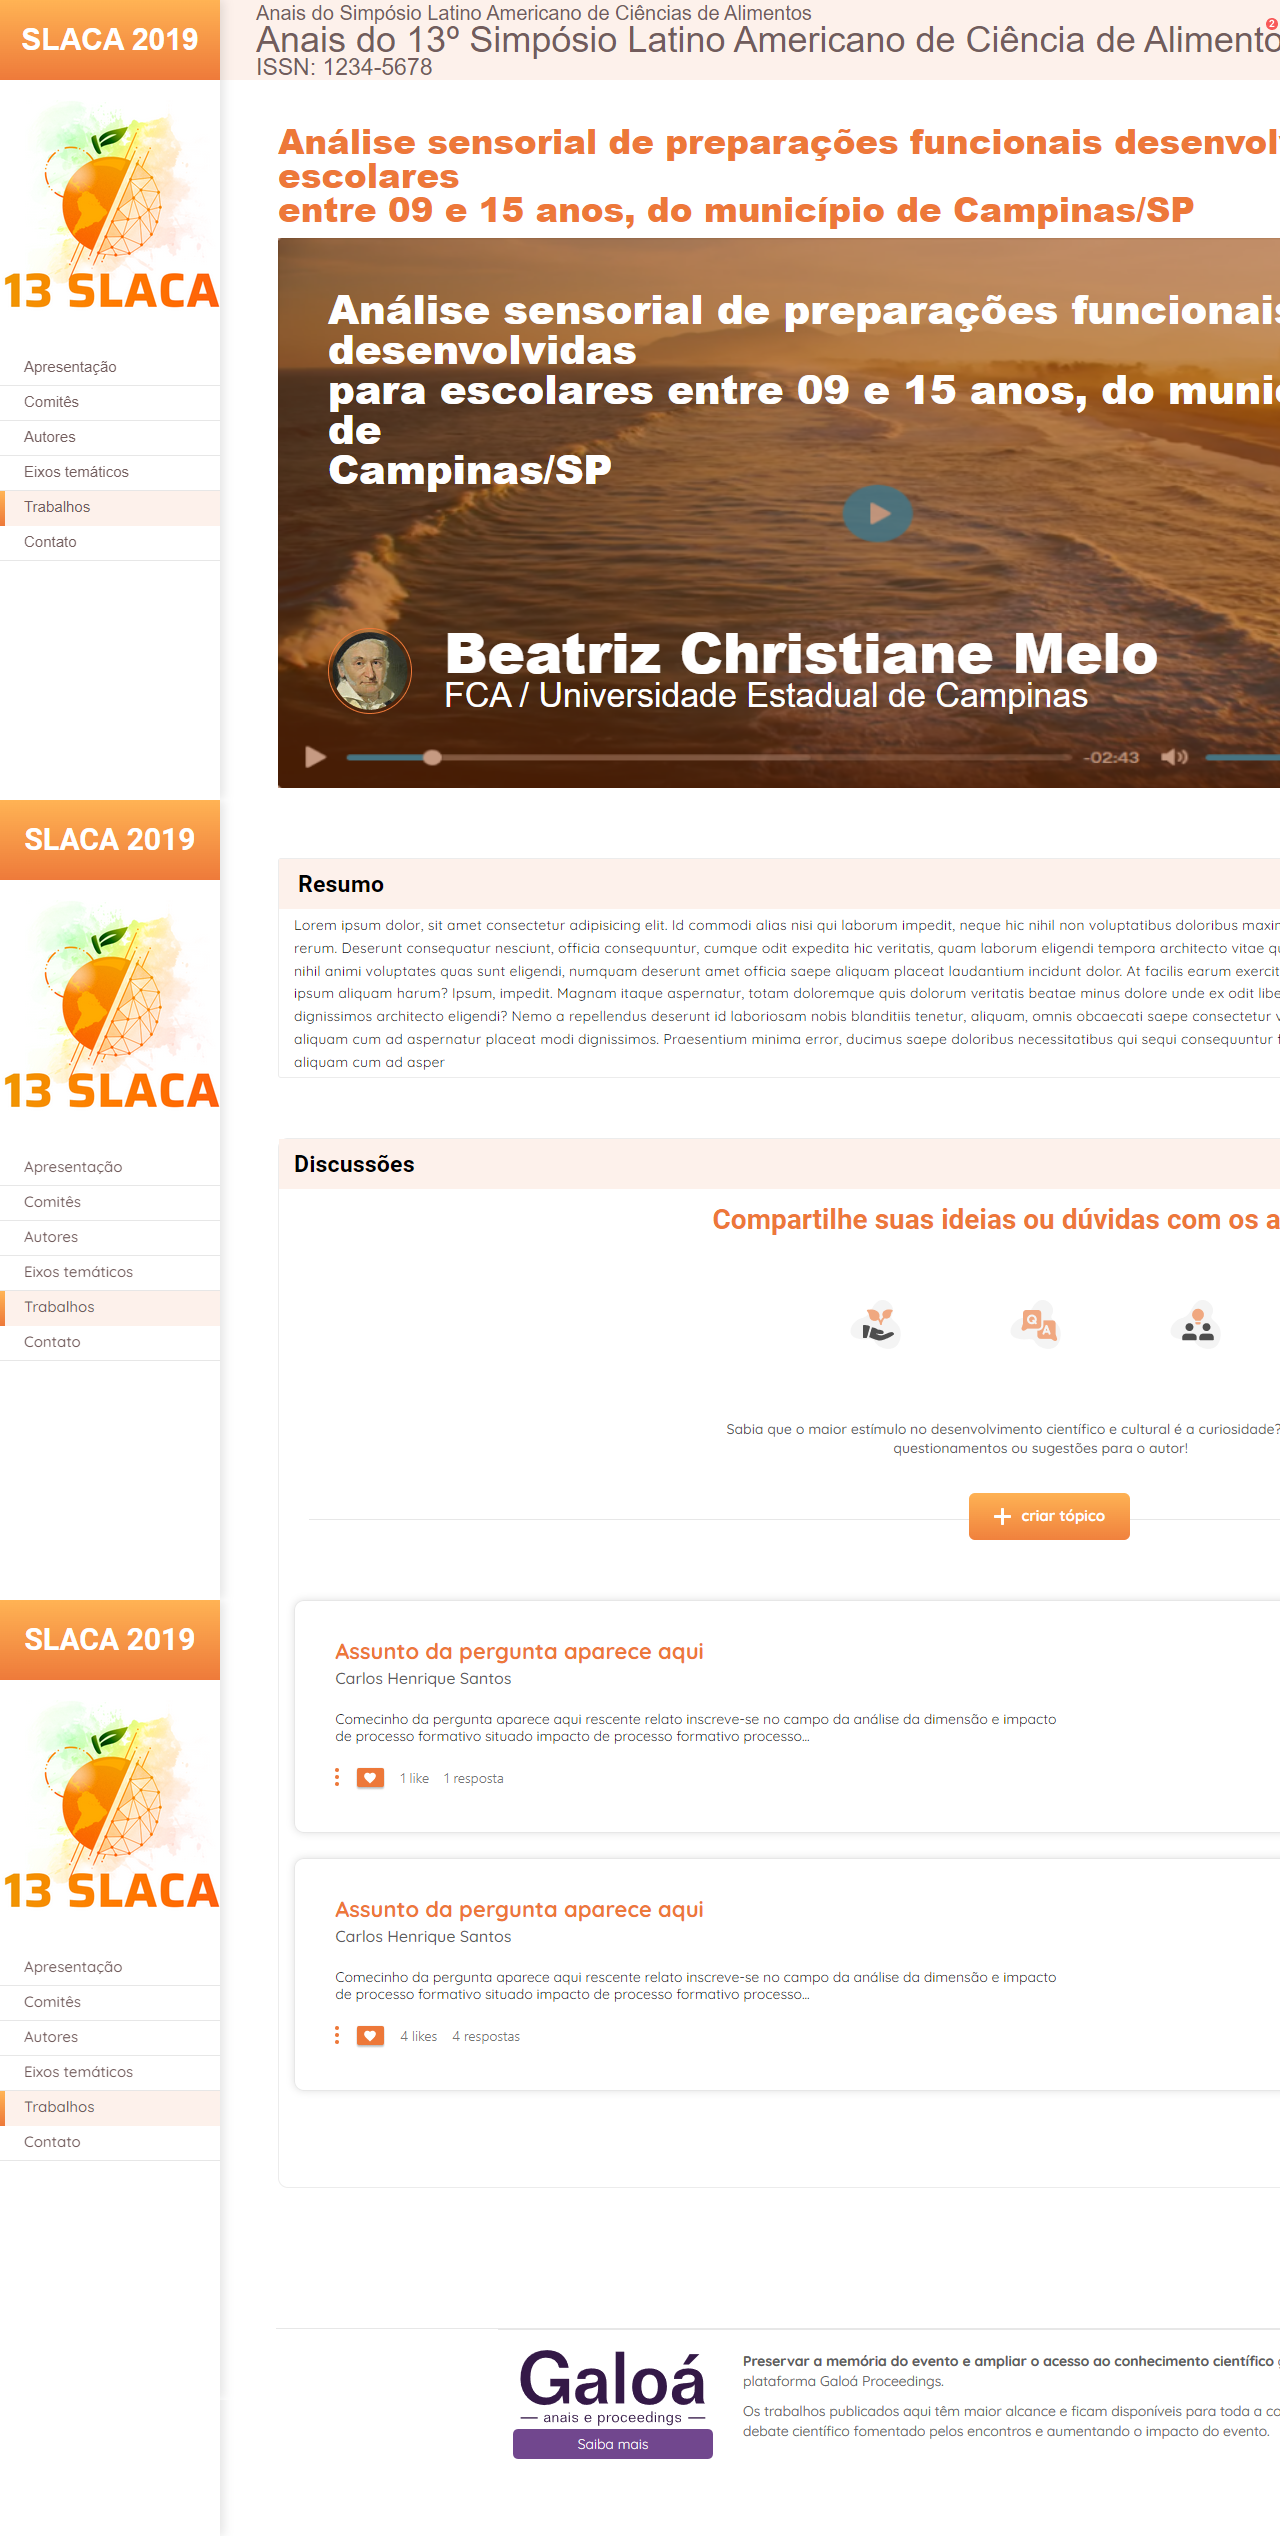 SLACA 2019
Anais do Simpósio Latino Americano de Ciências de Alimentos
Anais do 13º Simpósio Latino Americano de Ciência de Alimento
ISSN: 1234-5678
2
13 SLACA
Apresentação
Comitês
Autores
Eixos temáticos
Trabalhos
Contato
Análise sensorial de preparações funcionais desenvol
escolares
entre 09 e 15 anos, do município de Campinas/SP
Análise sensorial de preparações funcionais
desenvolvidas
para escolares entre 09 e 15 anos, do munic
de
Campinas/SP
Beatriz Christiane Melo
FCA / Universidade Estadual de Campinas
-02:43
SLACA 2019
13 SLACA
Apresentação
Comitês
Autores
Eixos temáticos
Trabalhos
Contato
Resumo
Lorem ipsum dolor, sit amet consectetur adipisicing elit. Id commodi alias nisi qui laborum impedit, neque hic nihil non voluptatibus doloribus maxim
rerum. Deserunt consequatur nesciunt, officia consequuntur, cumque odit expedita hic veritatis, quam laborum eligendi tempora architecto vitae qu
nihil animi voluptates quas sunt eligendi, numquam deserunt amet officia saepe aliquam placeat laudantium incidunt dolor. At facilis earum exercit
ipsum aliquam harum? Ipsum, impedit. Magnam itaque aspernatur, totam doloremque quis dolorum veritatis beatae minus dolore unde ex odit libe
dignissimos architecto eligendi? Nemo a repellendus deserunt id laboriosam nobis blanditiis tenetur, aliquam, omnis obcaecati saepe consectetur v
aliquam cum ad aspernatur placeat modi dignissimos. Praesentium minima error, ducimus saepe doloribus necessitatibus qui sequi consequuntur f
aliquam cum ad asper
Discussões
Compartilhe suas ideias ou dúvidas com os a
Q
A
Sabia que o maior estímulo no desenvolvimento científico e cultural é a curiosidade?
questionamentos ou sugestões para o autor!
criar tópico
SLACA 2019
13 SLACA
Apresentação
Comitês
Autores
Eixos temáticos
Trabalhos
Contato
Assunto da pergunta aparece aqui
Carlos Henrique Santos
Comecinho da pergunta aparece aqui rescente relato inscreve-se no campo da análise da dimensão e impacto
de processo formativo situado impacto de processo formativo processo...
1 like 1 resposta
Assunto da pergunta aparece aqui
Carlos Henrique Santos
Comecinho da pergunta aparece aqui rescente relato inscreve-se no campo da análise da dimensão e impacto
de processo formativo situado impacto de processo formativo processo...
4 likes 4 respostas
Galoá
anais e proceedings
Saiba mais
Preservar a memória do evento e ampliar o acesso ao conhecimento científico g
plataforma Galoá Proceedings.
Os trabalhos publicados aqui têm maior alcance e ficam disponíveis para toda a co
debate científico fomentado pelos encontros e aumentando o impacto do evento.